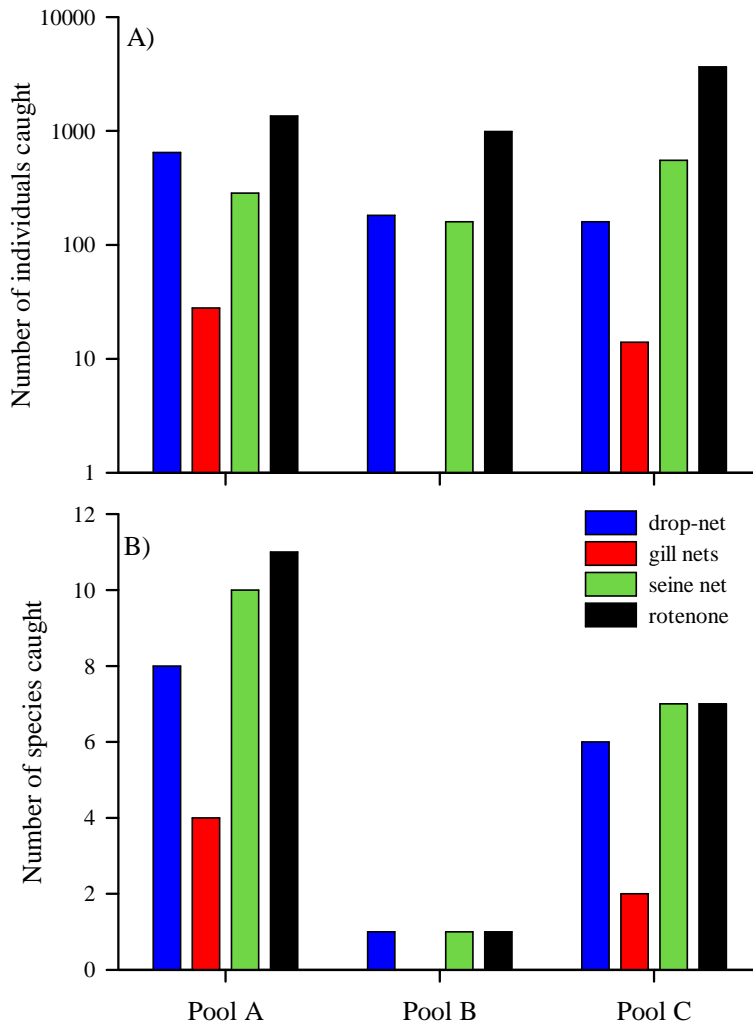 A)
Number of individuals caught
10000
1000
100
10
1
B)
Number of species caught
12
10
8
6
4
2
0
drop-net
gill nets
seine net
rotenone
Pool A Pool B Pool C